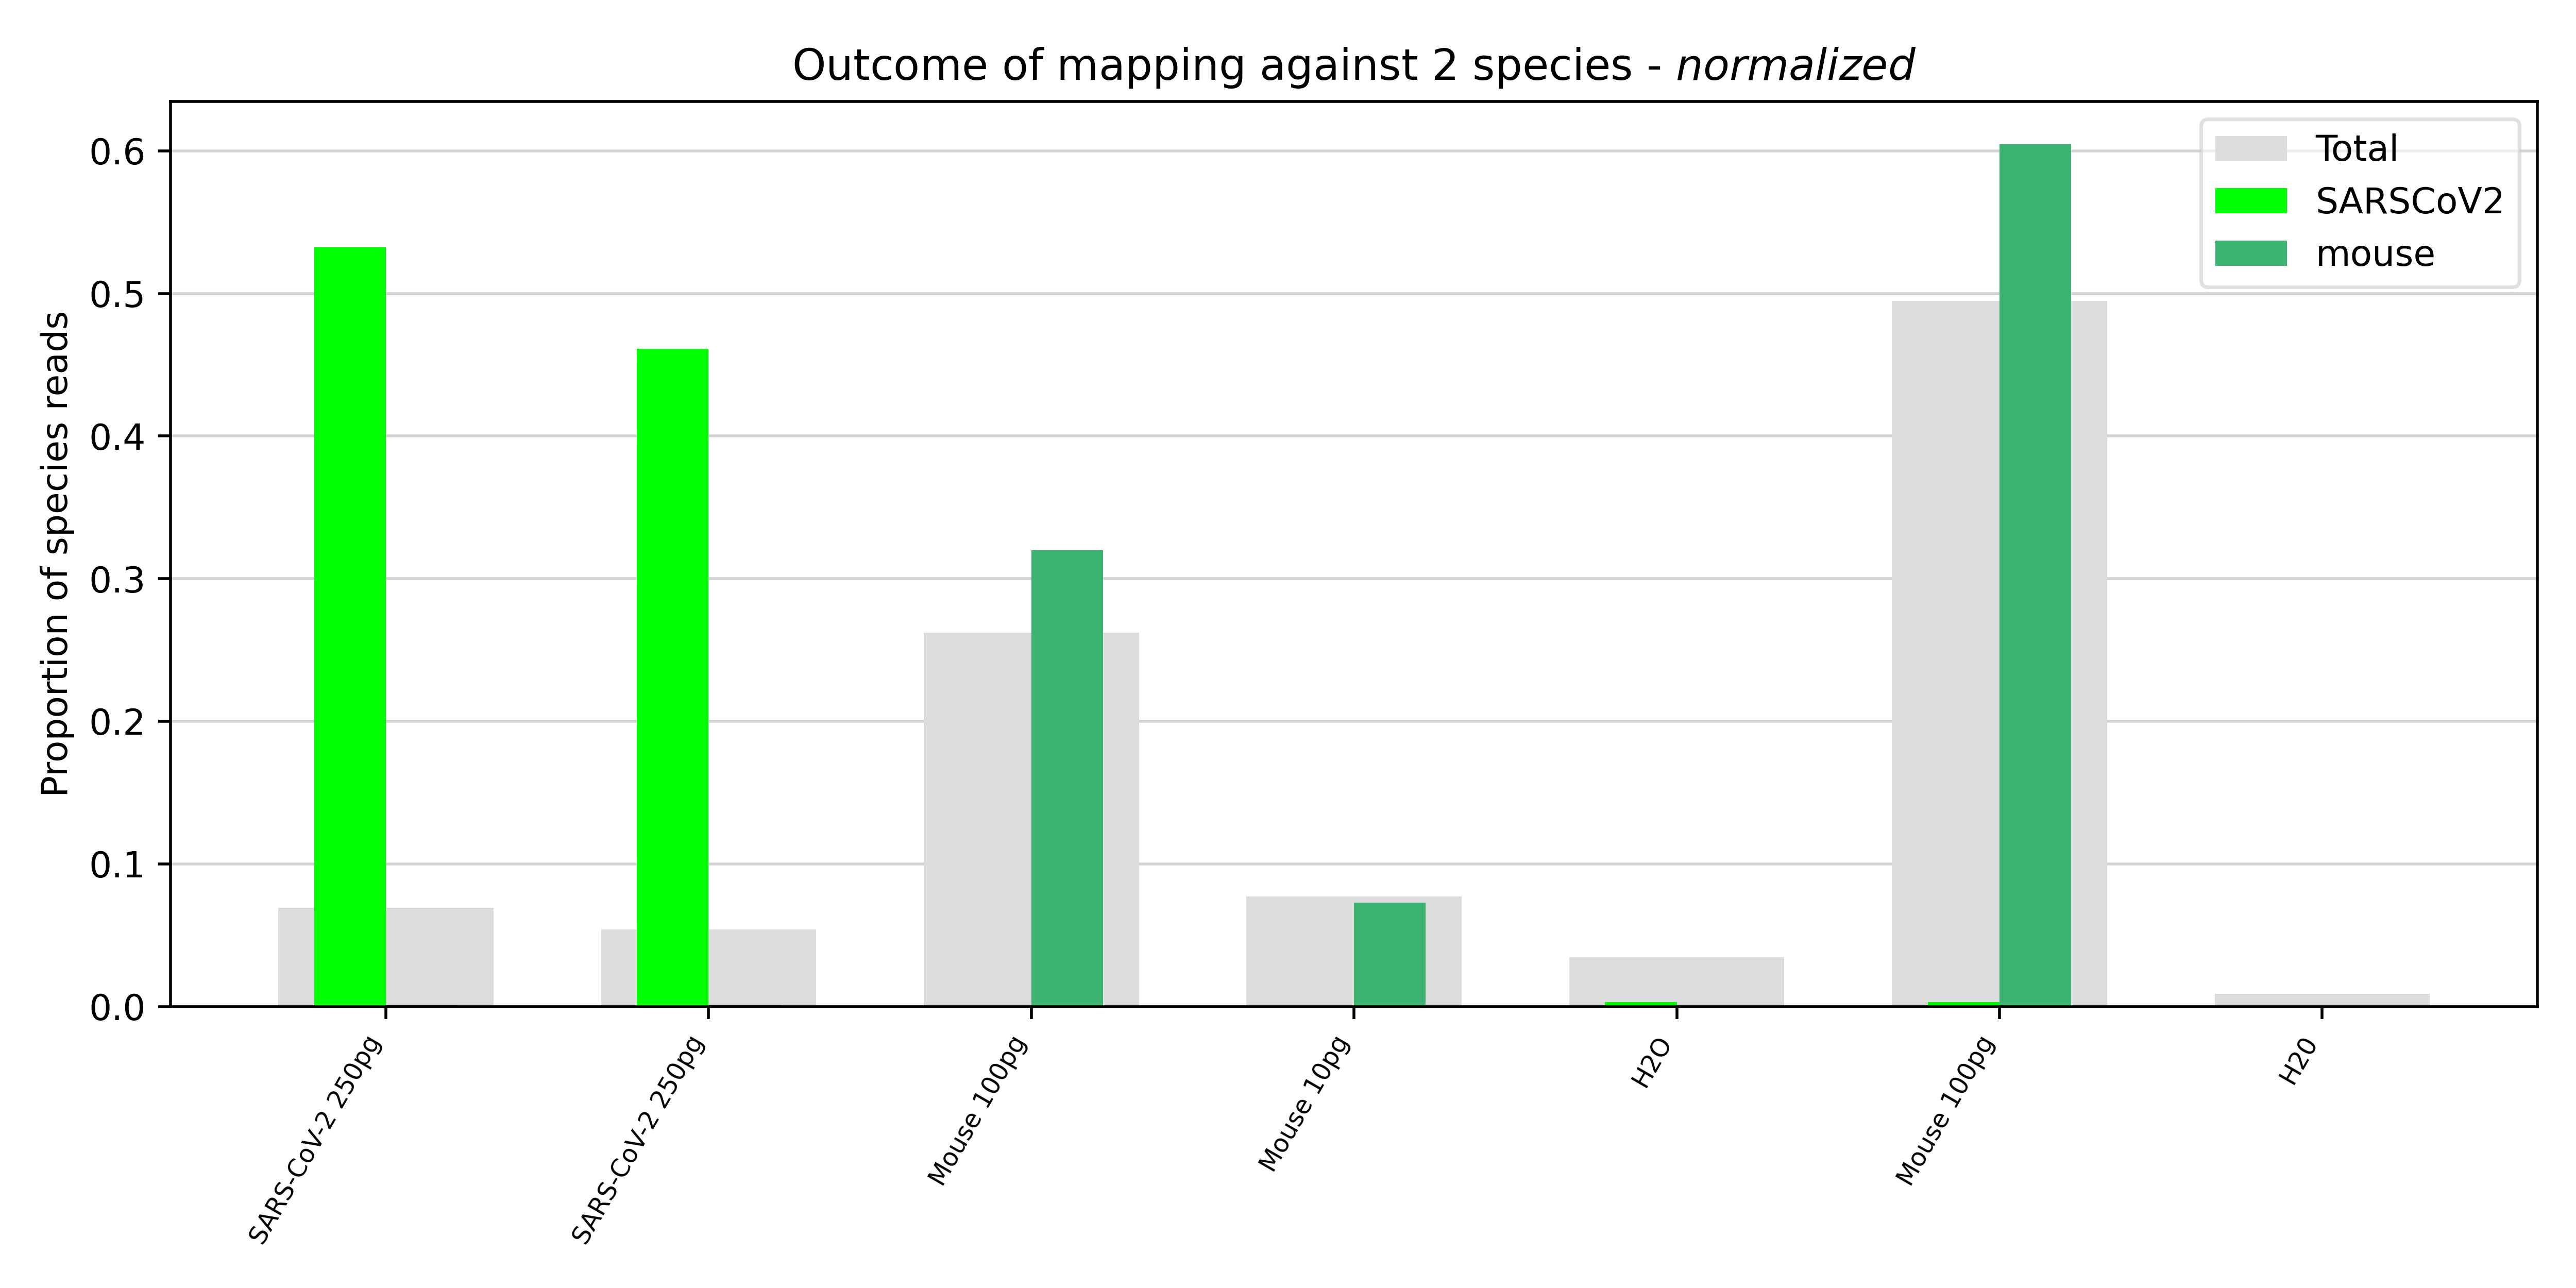 Outcome of mapping against 2 species - normalized
Total
SARSCoV2
mouse
Proportion of species reads
0.6
0.5
0.4
0.3
0.2
0.1
0.0
SARS-CoV-2 250pg
SARS-CoV-2 250pg
Mouse 100pg
Mouse 10pg
H2O
Mouse 100pg
H20